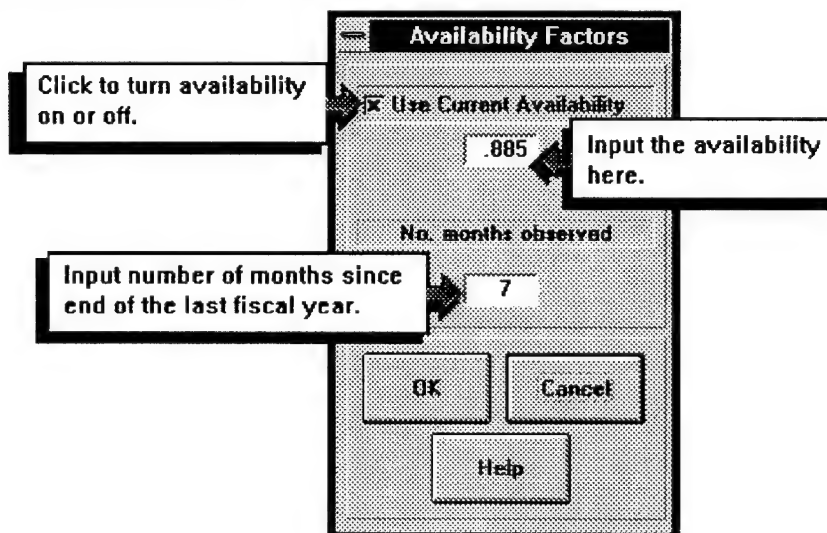 Availability Factors
Click to turn availability
on or off.
x Use Current Availability
.885
Input the availability
here.
No. months observed
Input number of months since
end of the last fiscal year.
7
OK
Cancel
Help